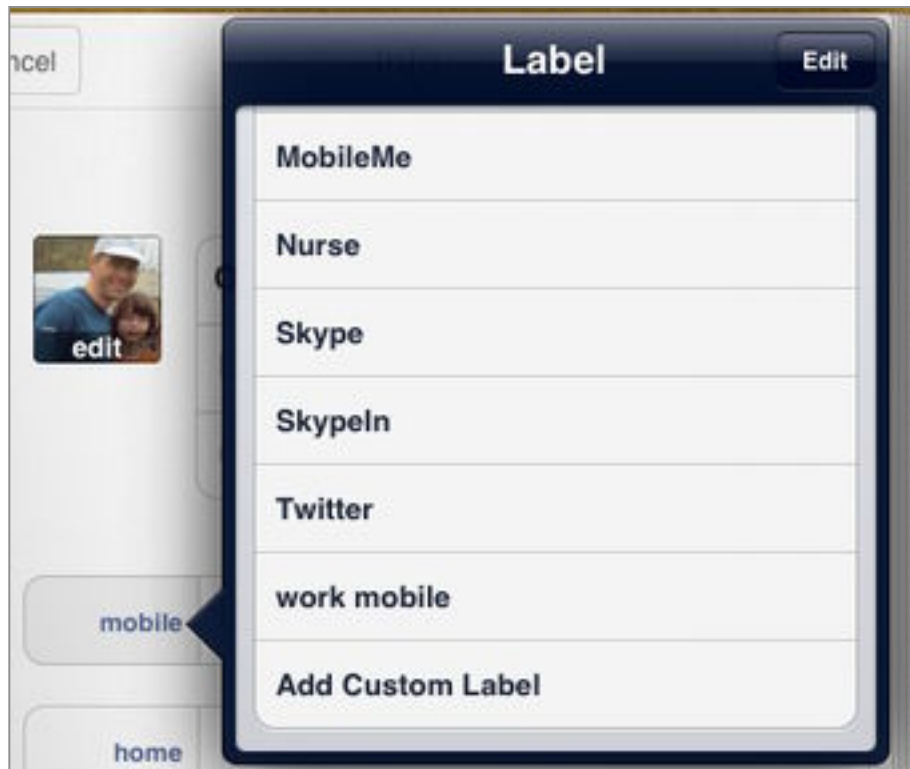 ncel
Label
Edit
MobileMe
Nurse
edit
Skype
SkypeIn
Twitter
work mobile
mobile
Add Custom Label
home